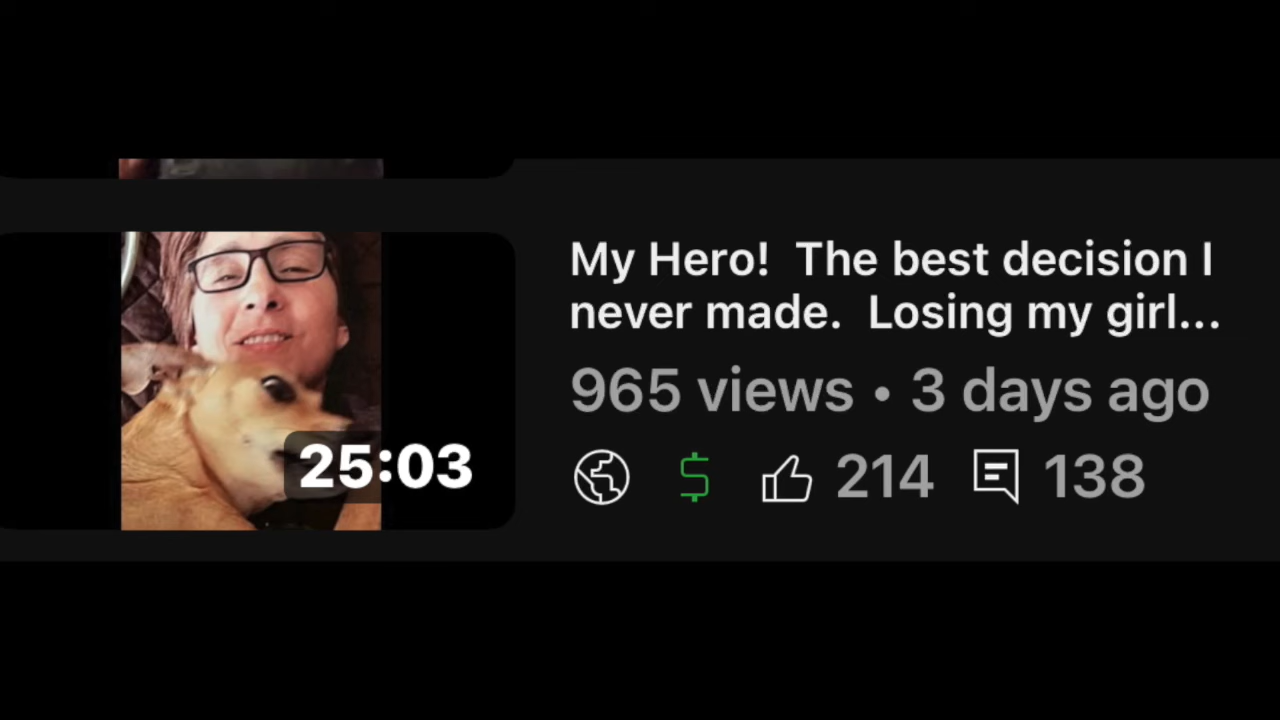 My Hero!  The best decision I
never made.  Losing my girl...
965 views • 3 days ago
25:03
$ 214 138